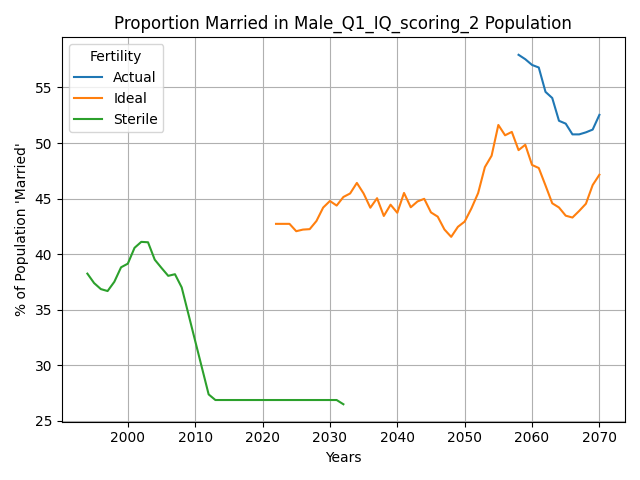 Proportion Married in Male_Q1_IQ_scoring_2 Population
Fertility
Actual
Ideal
Sterile
% of Population 'Married'
55
50
45
40
35
30
25
2000
2010
2020
2030
2040
2050
2060
2070
Years